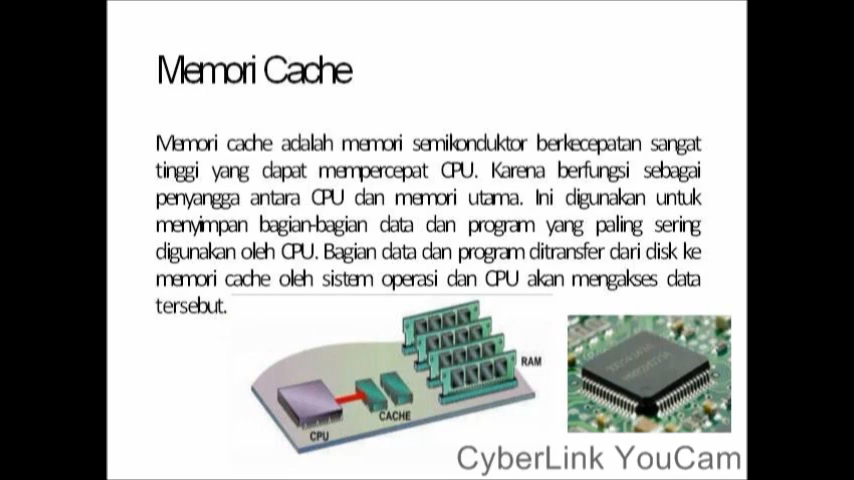 Memori Cache
Memori cache adalah memori semikonduktor berkecepatan sangat
tinggi yang dapat mempercepat CPU. Karena berfungsi sebagai
penyangga antara CPU dan memori utama. Ini digunakan untuk
menyimpan bagian-bagian data dan program yang paling sering
digunakan oleh CPU. Bagian data dan program ditransfer dari disk ke
memori cache oleh sistem operasi dan CPU akan mengakses data
tersebut.
RAM
CACHE
CPU
CyberLink YouCam